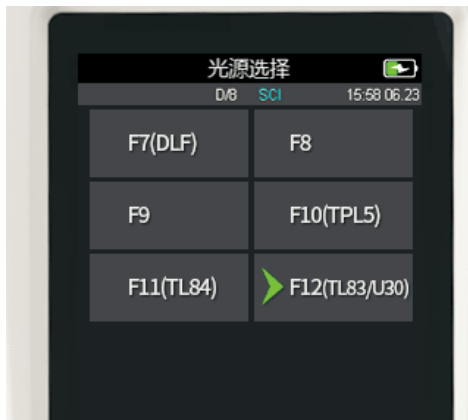 光源选择
D/8 SCI 15:58 06.23
F7(DLF) F8
F9 F10(TPL5)
F11(TL84) F12(TL83/U30)